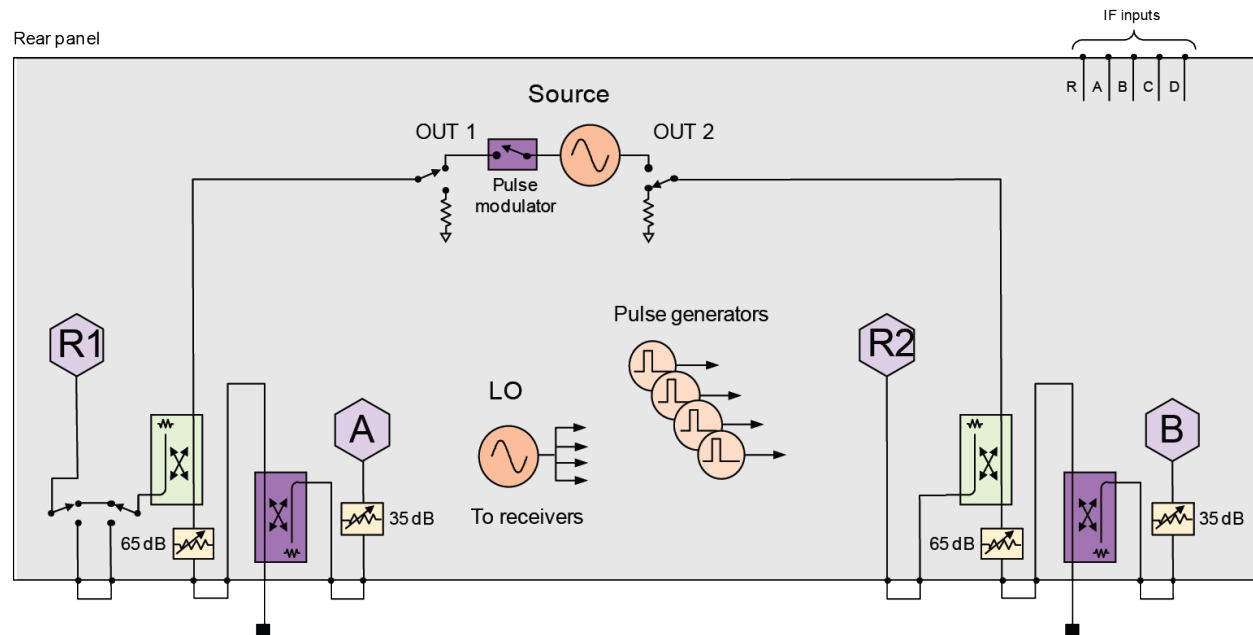 IF inputs
Rear panel
R A B C D
Source
OUT 1
OUT 2
Pulse
modulator
Pulse generators
R1
R2
LO
A
B
To receivers
35 dB
35 dB
65 dB
65 dB